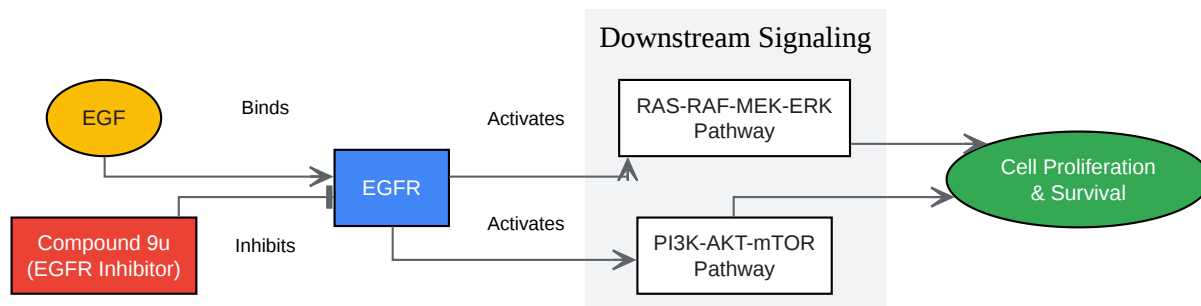 Downstream Signaling
EGF
Binds
Activates
RAS-RAF-MEK-ERK
Pathway
EGFR
Cell Proliferation
& Survival
Compound 9u
(EGFR Inhibitor)
Inhibits
Activates
PI3K-AKT-mTOR
Pathway